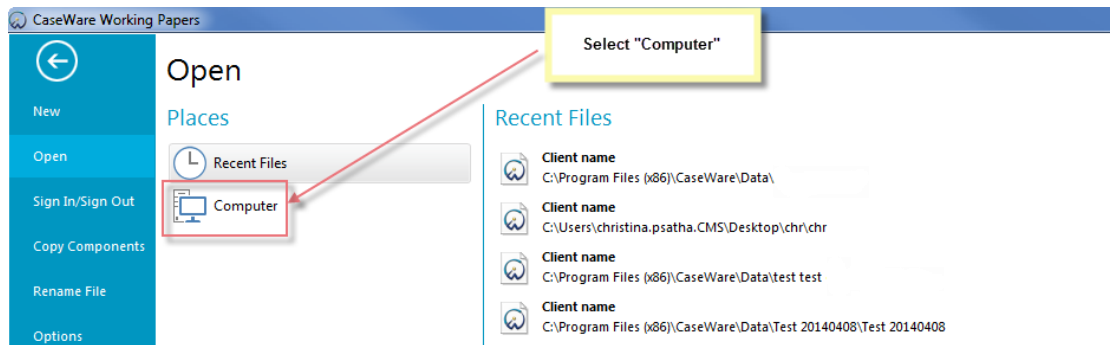 CaseWare Working Papers
Select "Computer"
Open
New
Open
Sign In/Sign Out
Copy Components
Rename File
Options
Places
Recent Files
Computer
Recent Files
Client name
C:\Program Files (x86)\CaseWare\Data\
Client name
C:\Users\christina.psatha.CMS\Desktop\chr\chr
Client name
C:\Program Files (x86)\CaseWare\Data\test test
Client name
C:\Program Files (x86)\CaseWare\Data\Test 20140408\Test 20140408